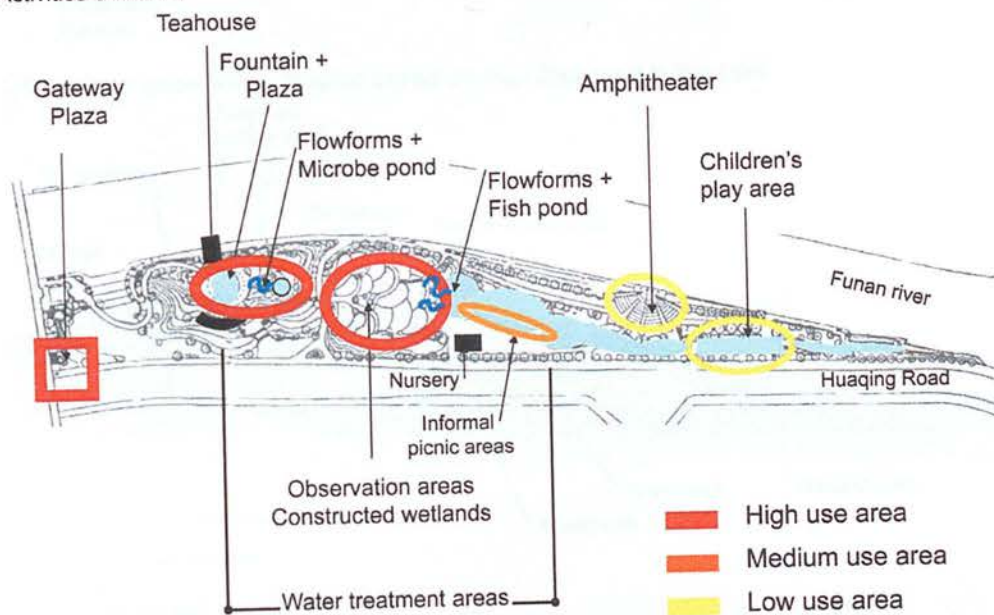 Teahouse
Fountain +
Plaza
Gateway
Plaza
Amphitheater
Flowforms +
Microbe pond
Children's
play area
Flowforms +
Fish pond
Funan river
Nursery
Huaqing Road
Informal
picnic areas
Observation areas
Constructed wetlands
High use area
Medium use area
Low use area
Water treatment areas